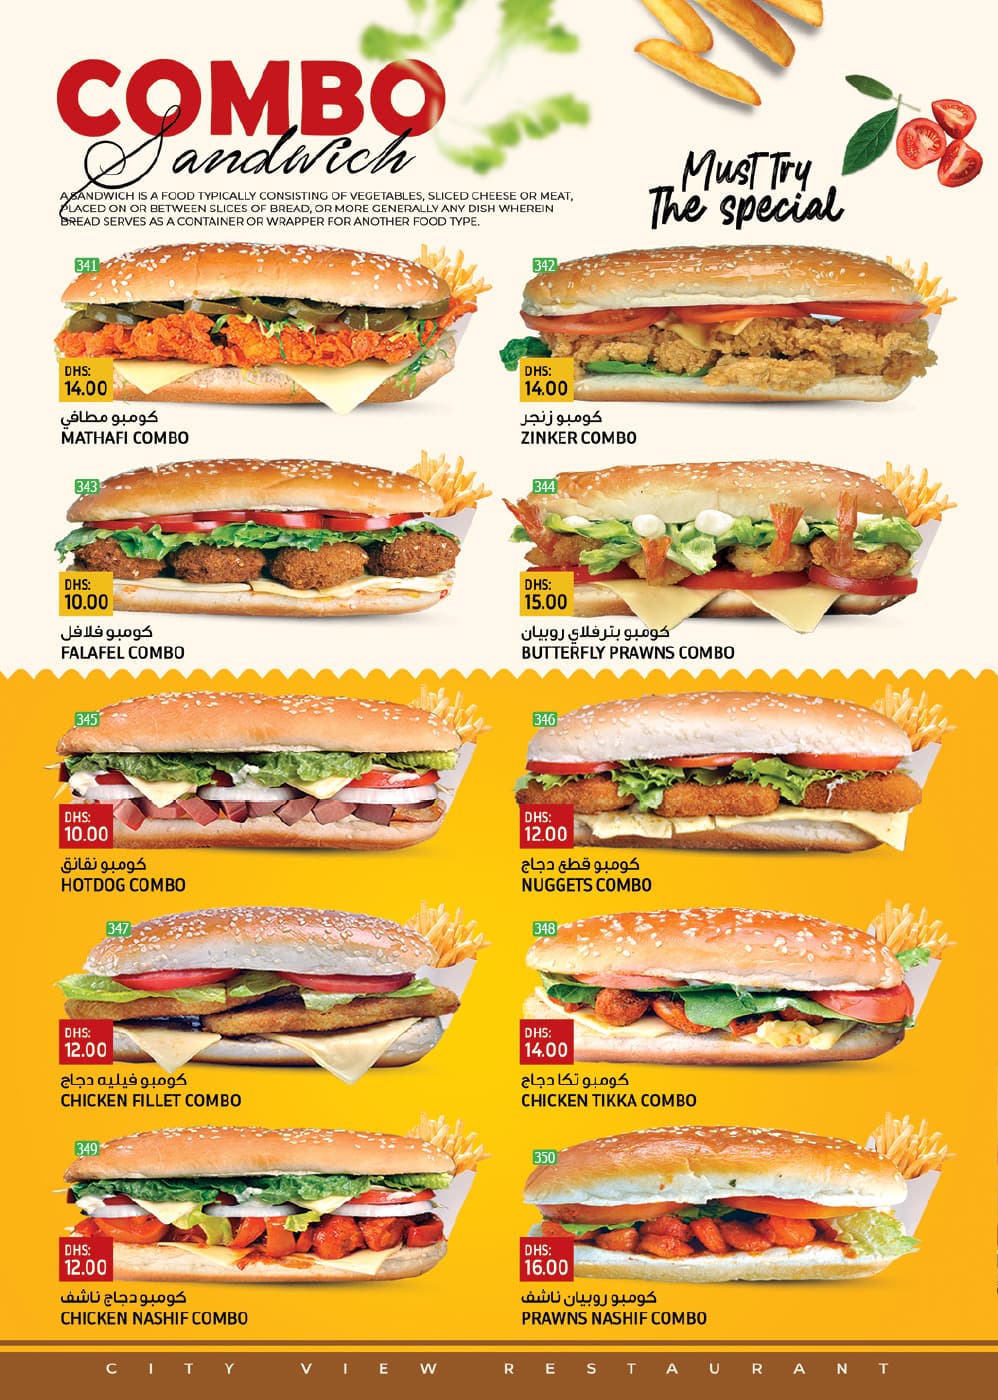 COMBO
Sandwich
A SANDWICH IS A FOOD TYPICALLY CONSISTING OF VEGETABLES, SLICED CHEESE OR MEAT,
PLACED ON OR BETWEEN SLICES OF BREAD, OR MORE GENERALLY ANY DISH WHEREIN
BREAD SERVES AS A CONTAINER OR WRAPPER FOR ANOTHER FOOD TYPE.
Must Try
The special
341
DHS:
14.00
كومبو مطافي
MATHAFI COMBO
342
DHS:
14.00
كومبو زنجر
ZINKER COMBO
343
DHS:
10.00
كومبو فلافل
FALAFEL COMBO
344
DHS:
15.00
كومبو بترفلاي روبيان
BUTTERFLY PRAWNS COMBO
345
DHS:
10.00
كومبو نقانق
HOTDOG COMBO
346
DHS:
12.00
كومبو قطع دجاج
NUGGETS COMBO
347
DHS:
12.00
كومبو فيليه دجاج
CHICKEN FILLET COMBO
348
DHS:
14.00
كومبو تكا دجاج
CHICKEN TIKKA COMBO
349
DHS:
12.00
كومبو دجاج ناشف
CHICKEN NASHIF COMBO
350
DHS:
16.00
كومبو روبيان ناشف
PRAWNS NASHIF COMBO
CITY VIEW RESTAURANT